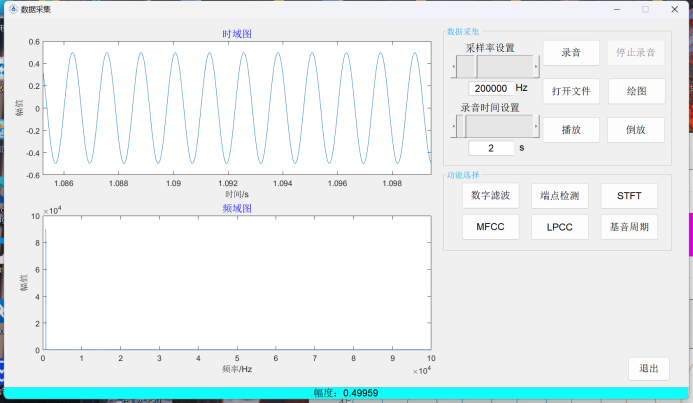 数据采集
时域图
0.6
0.4
0.2
0
-0.2
-0.4
-0.6
幅值
1.086
1.088
1.09
1.092
1.094
1.096
1.098
时间/s
频域图
×10⁴
10
8
6
4
2
0
幅值
0
1
2
3
4
5
6
7
8
9
10
频率/Hz
×10⁴
数据采集
采样率设置
200000 Hz
录音时间设置
2 s
录音
停止录音
打开文件
绘图
播放
倒放
功能选择
数字滤波
端点检测
STFT
MFCC
LPCC
基音周期
退出
幅度：0.49959